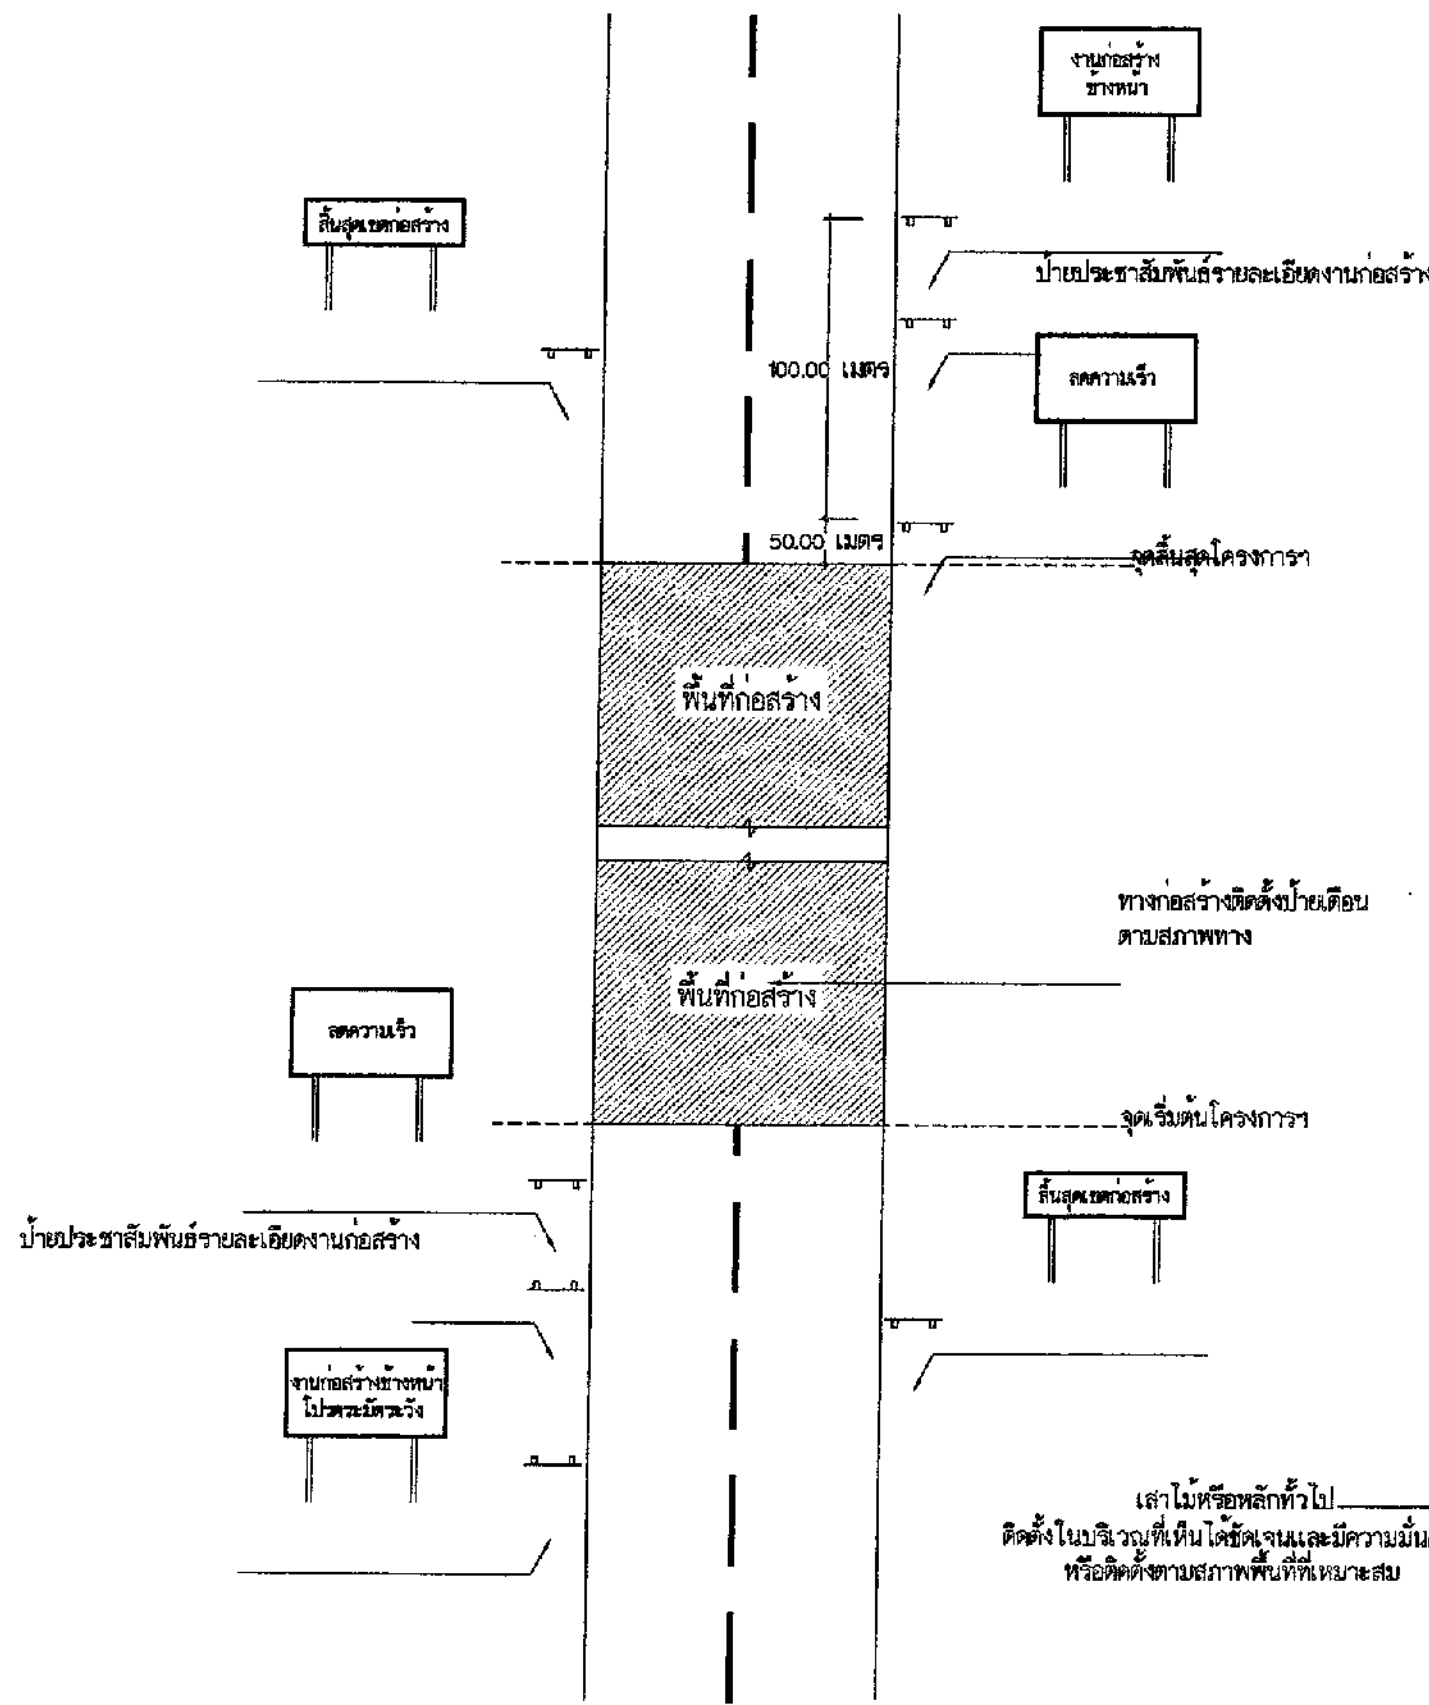 งานก่อสร้าง
ข้างหน้า
สิ้นสุดเขตก่อสร้าง
ป้ายประชาสัมพันธ์รายละเอียดงานก่อสร้าง
100.00 เมตร
ลดความเร็ว
50.00 เมตร
จุดสิ้นสุดโครงการฯ
พื้นที่ก่อสร้าง
ทางก่อสร้างติดตั้งป้ายเตือน
ตามสภาพทาง
พื้นที่ก่อสร้าง
ลดความเร็ว
จุดเริ่มต้นโครงการฯ
สิ้นสุดเขตก่อสร้าง
ป้ายประชาสัมพันธ์รายละเอียดงานก่อสร้าง
งานก่อสร้างข้างหน้า
โปรดระมัดระวัง
เสาไม้หรือหลักทั่วไป
ติดตั้งในบริเวณที่เห็นได้ชัดเจนและมีความมั่น
หรือติดตั้งตามสภาพพื้นที่ที่เหมาะสม